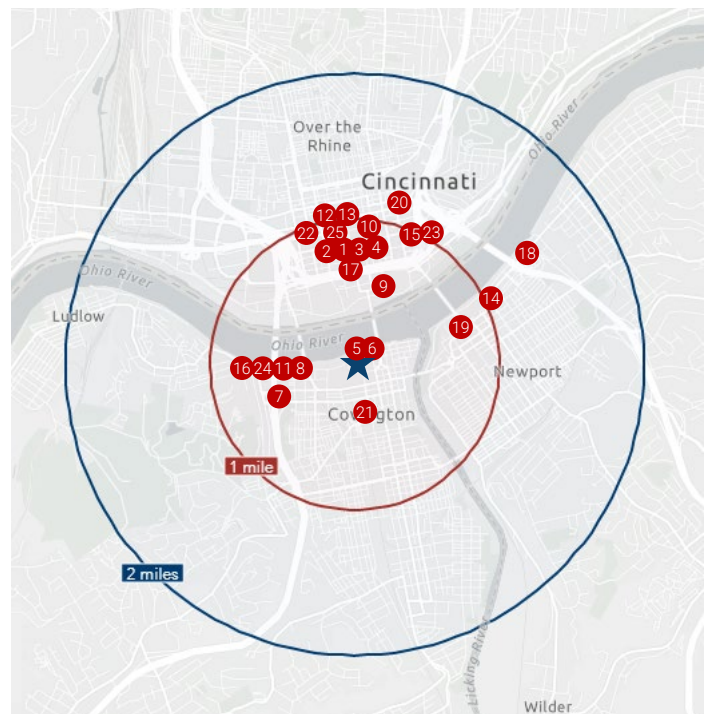 Over the
Rhine
Cincinnati
Ohio River
20
12
13
10
22
25
15
23
2
1
3
4
18
17
9
14
Ohio River
Ludlow
19
Ohio River
5
6
16
24
11
8
Newport
7
21
Covington
1 mile
2 miles
Licking River
Wilder